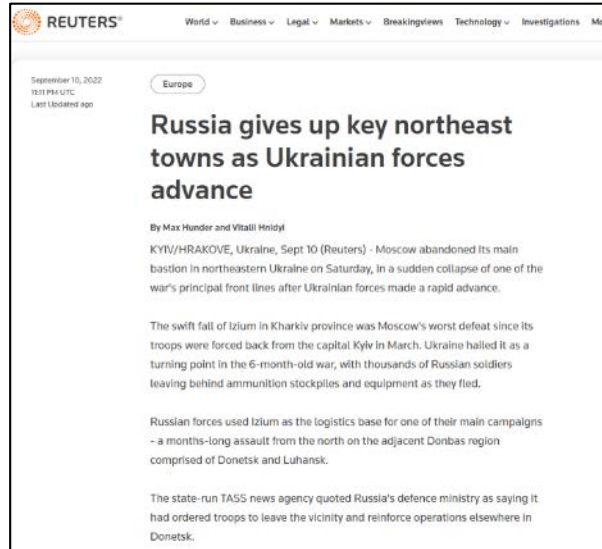 REUTERS®
World Business Legal Markets Breakingviews Technology Investigations
September 10, 2022
11:11 PM UTC
Last Updated ago
Europe
Russia gives up key northeast
towns as Ukrainian forces
advance
By Max Hunder and Vitalii Hnidyi
KYIV/HRAKOVE, Ukraine, Sept 10 (Reuters) - Moscow abandoned its main
bastion in northeastern Ukraine on Saturday, in a sudden collapse of one of the
war's principal front lines after Ukrainian forces made a rapid advance.
The swift fall of Izium in Kharkiv province was Moscow's worst defeat since its
troops were forced back from the capital Kyiv in March. Ukraine hailed it as a
turning point in the 6-month-old war, with thousands of Russian soldiers
leaving behind ammunition stockpiles and equipment as they fled.
Russian forces used Izium as the logistics base for one of their main campaigns
- a months-long assault from the north on the adjacent Donbas region
comprised of Donetsk and Luhansk.
The state-run TASS news agency quoted Russia's defence ministry as saying it
had ordered troops to leave the vicinity and reinforce operations elsewhere in
Donetsk.